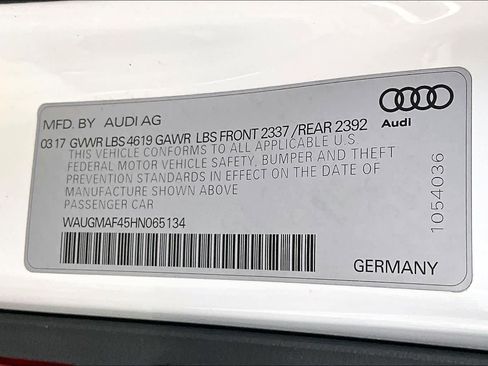 MFD. BY AUDI AG
Audi
03 17 GVWR LBS 4619 GAWR LBS FRONT 2337 / REAR 2392
THIS VEHICLE CONFORMS TO ALL APPLICABLE U.S
FEDERAL MOTOR VEHICLE SAFETY, BUMPER AND THEFT
PREVENTION STANDARDS IN EFFECT ON THE DATE OF
MANUFACTURE SHOWN ABOVE
PASSENGER CAR
WAUGMAF45HN065134
1054036
GERMANY